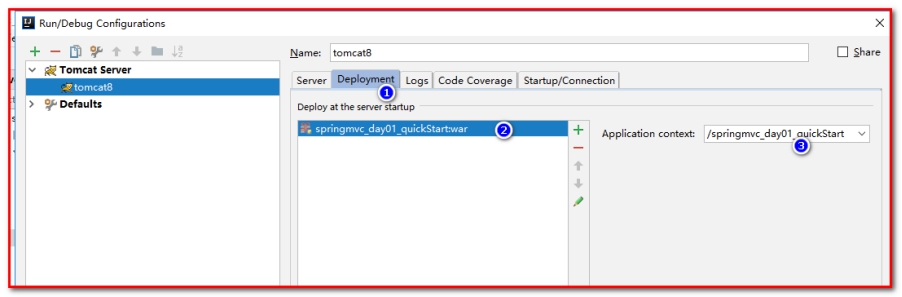 Run/Debug Configurations
Name: tomcat8
Share
Tomcat Server
tomcat8
Defaults
Server Deployment Logs Code Coverage Startup/Connection
1
Deploy at the server startup
springmvc_day01_quickStart:war 2
Application context: /springmvc_day01_quickStart
3